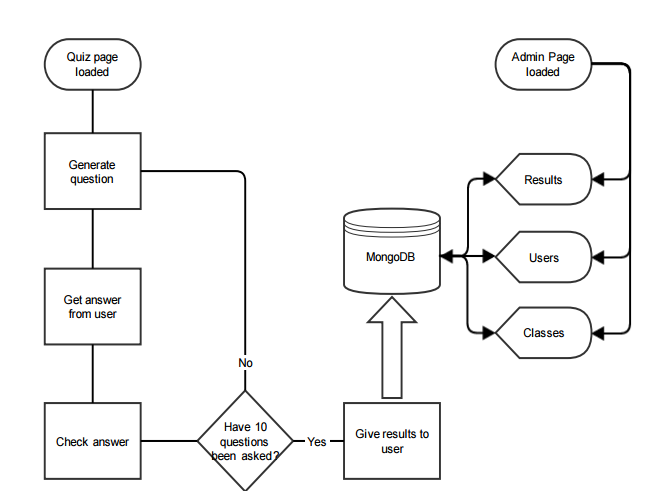 Quiz page
loaded
Admin Page
loaded
Generate
question
Results
MongoDB
Users
Get answer
from user
Classes
No
Check answer
Have 10
questions
been asked?
Yes
Give results to
user